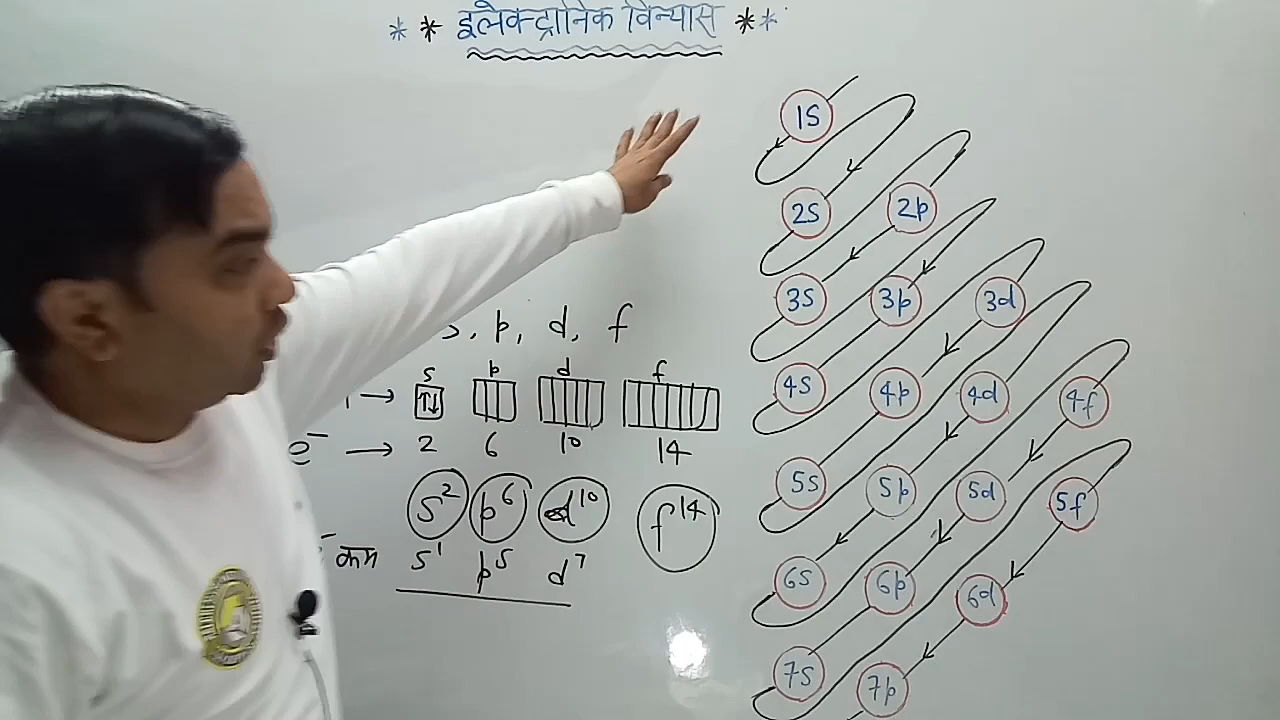 ** इलेक्ट्रानिक विन्यास **
1s
2s 2p
3s 3p 3d
4s 4p 4d 4f
5s 5p 5d 5f
6s 6p 6d
7s 7p
s, p, d, f
s p d f
→ ↑↓
e⁻ → 2 6 10 14
s² p⁶ d¹⁰ f¹⁴
कम s¹ p⁵ d⁷